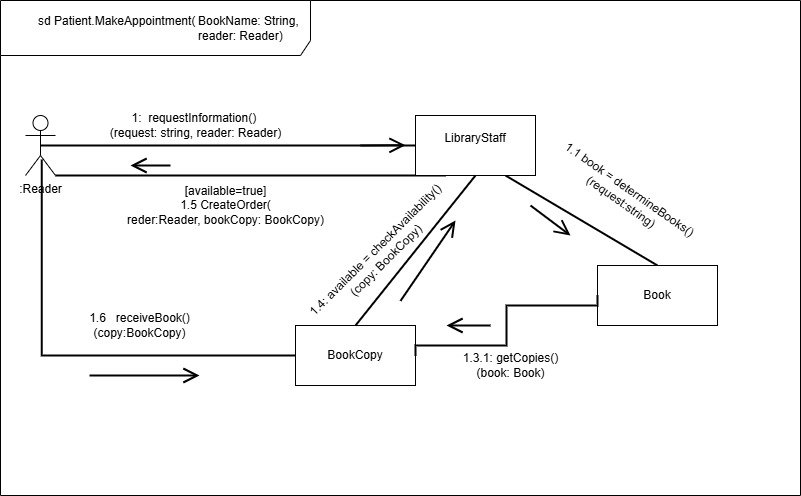 sd Patient.MakeAppointment( BookName: String,
reader: Reader)
1:  requestInformation()
(request: string, reader: Reader)
LibraryStaff
:Reader
[available=true]
1.5 CreateOrder(
reder:Reader, bookCopy: BookCopy)
1.1 book = determineBooks()
(request:string)
1.4: available = checkAvailability()
(copy: BookCopy)
Book
1.6   receiveBook()
(copy:BookCopy)
BookCopy
1.3.1: getCopies()
(book: Book)